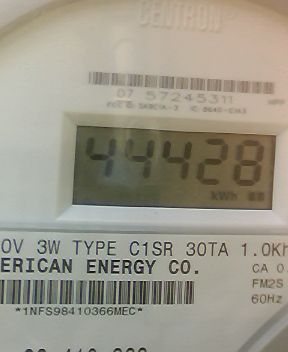 CENTRON
07 57245311
44428
kWh
0V 3W TYPE C1SR 30TA 1.0Kh
ERICAN ENERGY CO.
CA 0.
FM2S
60Hz
*1NFS98410366MEC*